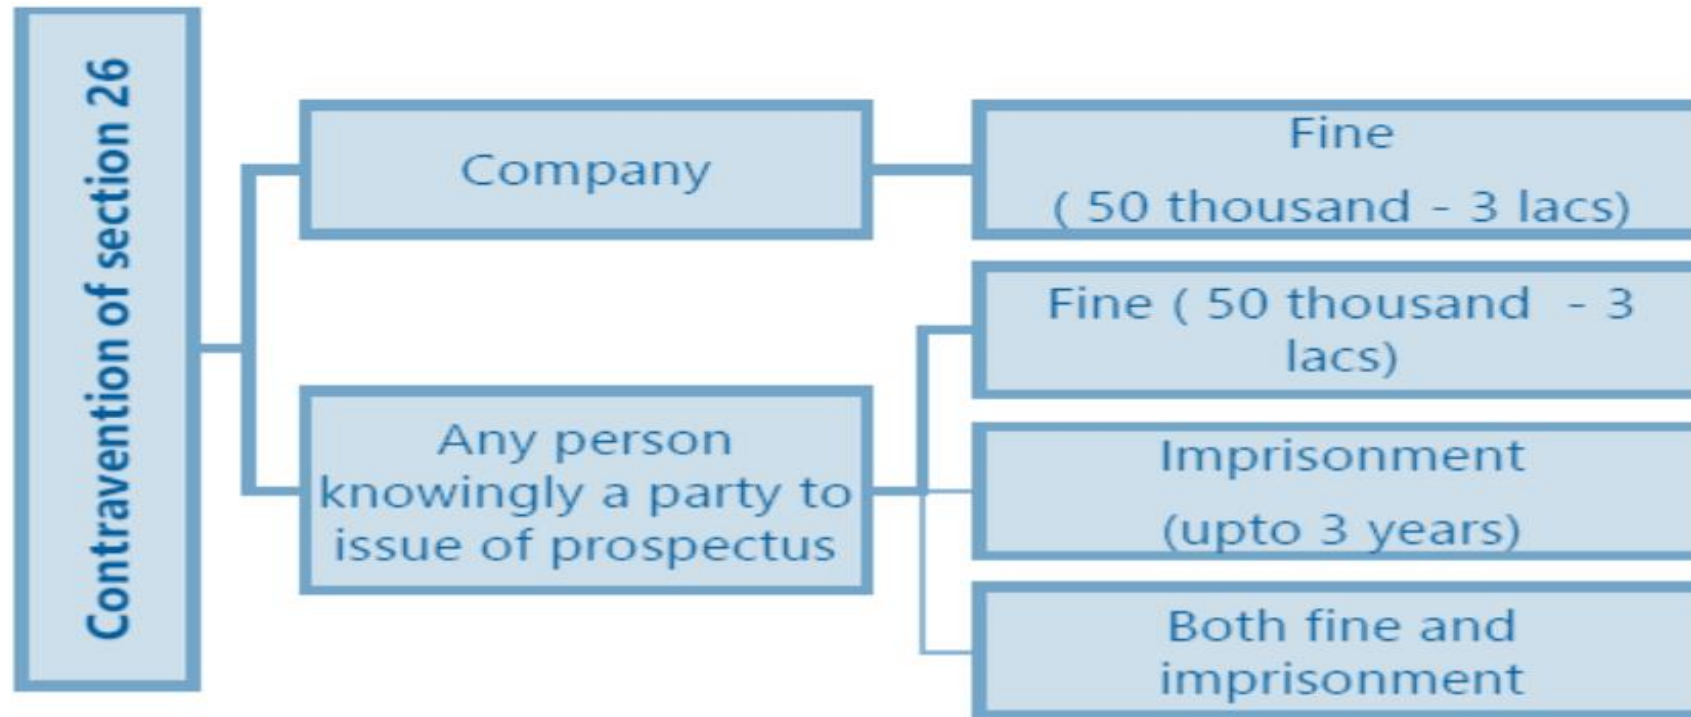 Contravention of section 26
Company
Fine
( 50 thousand - 3 lacs)
Any person
knowingly a party to
issue of prospectus
Fine ( 50 thousand - 3
lacs)
Imprisonment
(upto 3 years)
Both fine and
imprisonment